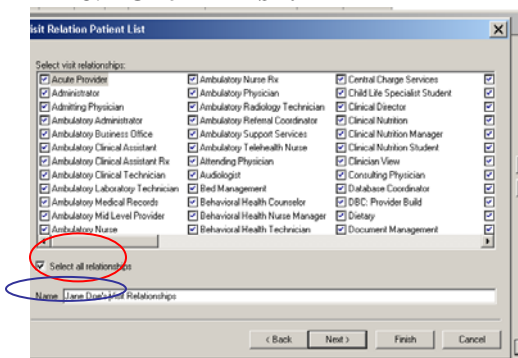 isit Relation Patient List
Select visit relationships:
Acute Provider Ambulatory Nurse Rx Central Charge Services
Administrator Ambulatory Physician Child Life Specialist Student
Admitting Physician Ambulatory Radiology Technician Clinical Director
Ambulatory Administrator Ambulatory Referral Coordinator Clinical Nutrition
Ambulatory Business Office Ambulatory Support Services Clinical Nutrition Manager
Ambulatory Clinical Assistant Ambulatory Telehealth Nurse Clinical Nutrition Student
Ambulatory Clinical Assistant Rx Attending Physician Clinician View
Ambulatory Clinical Technician Audiologist Consulting Physician
Ambulatory Laboratory Technician Bed Management Database Coordinator
Ambulatory Medical Records Behavioral Health Counselor DBC: Provider Build
Ambulatory Mid Level Provider Behavioral Health Nurse Manager Dietary
Ambulatory Nurse Behavioral Health Technician Document Management
Select all relationships
Name Jane Doe's Visit Relationships
< Back Next > Finish Cancel